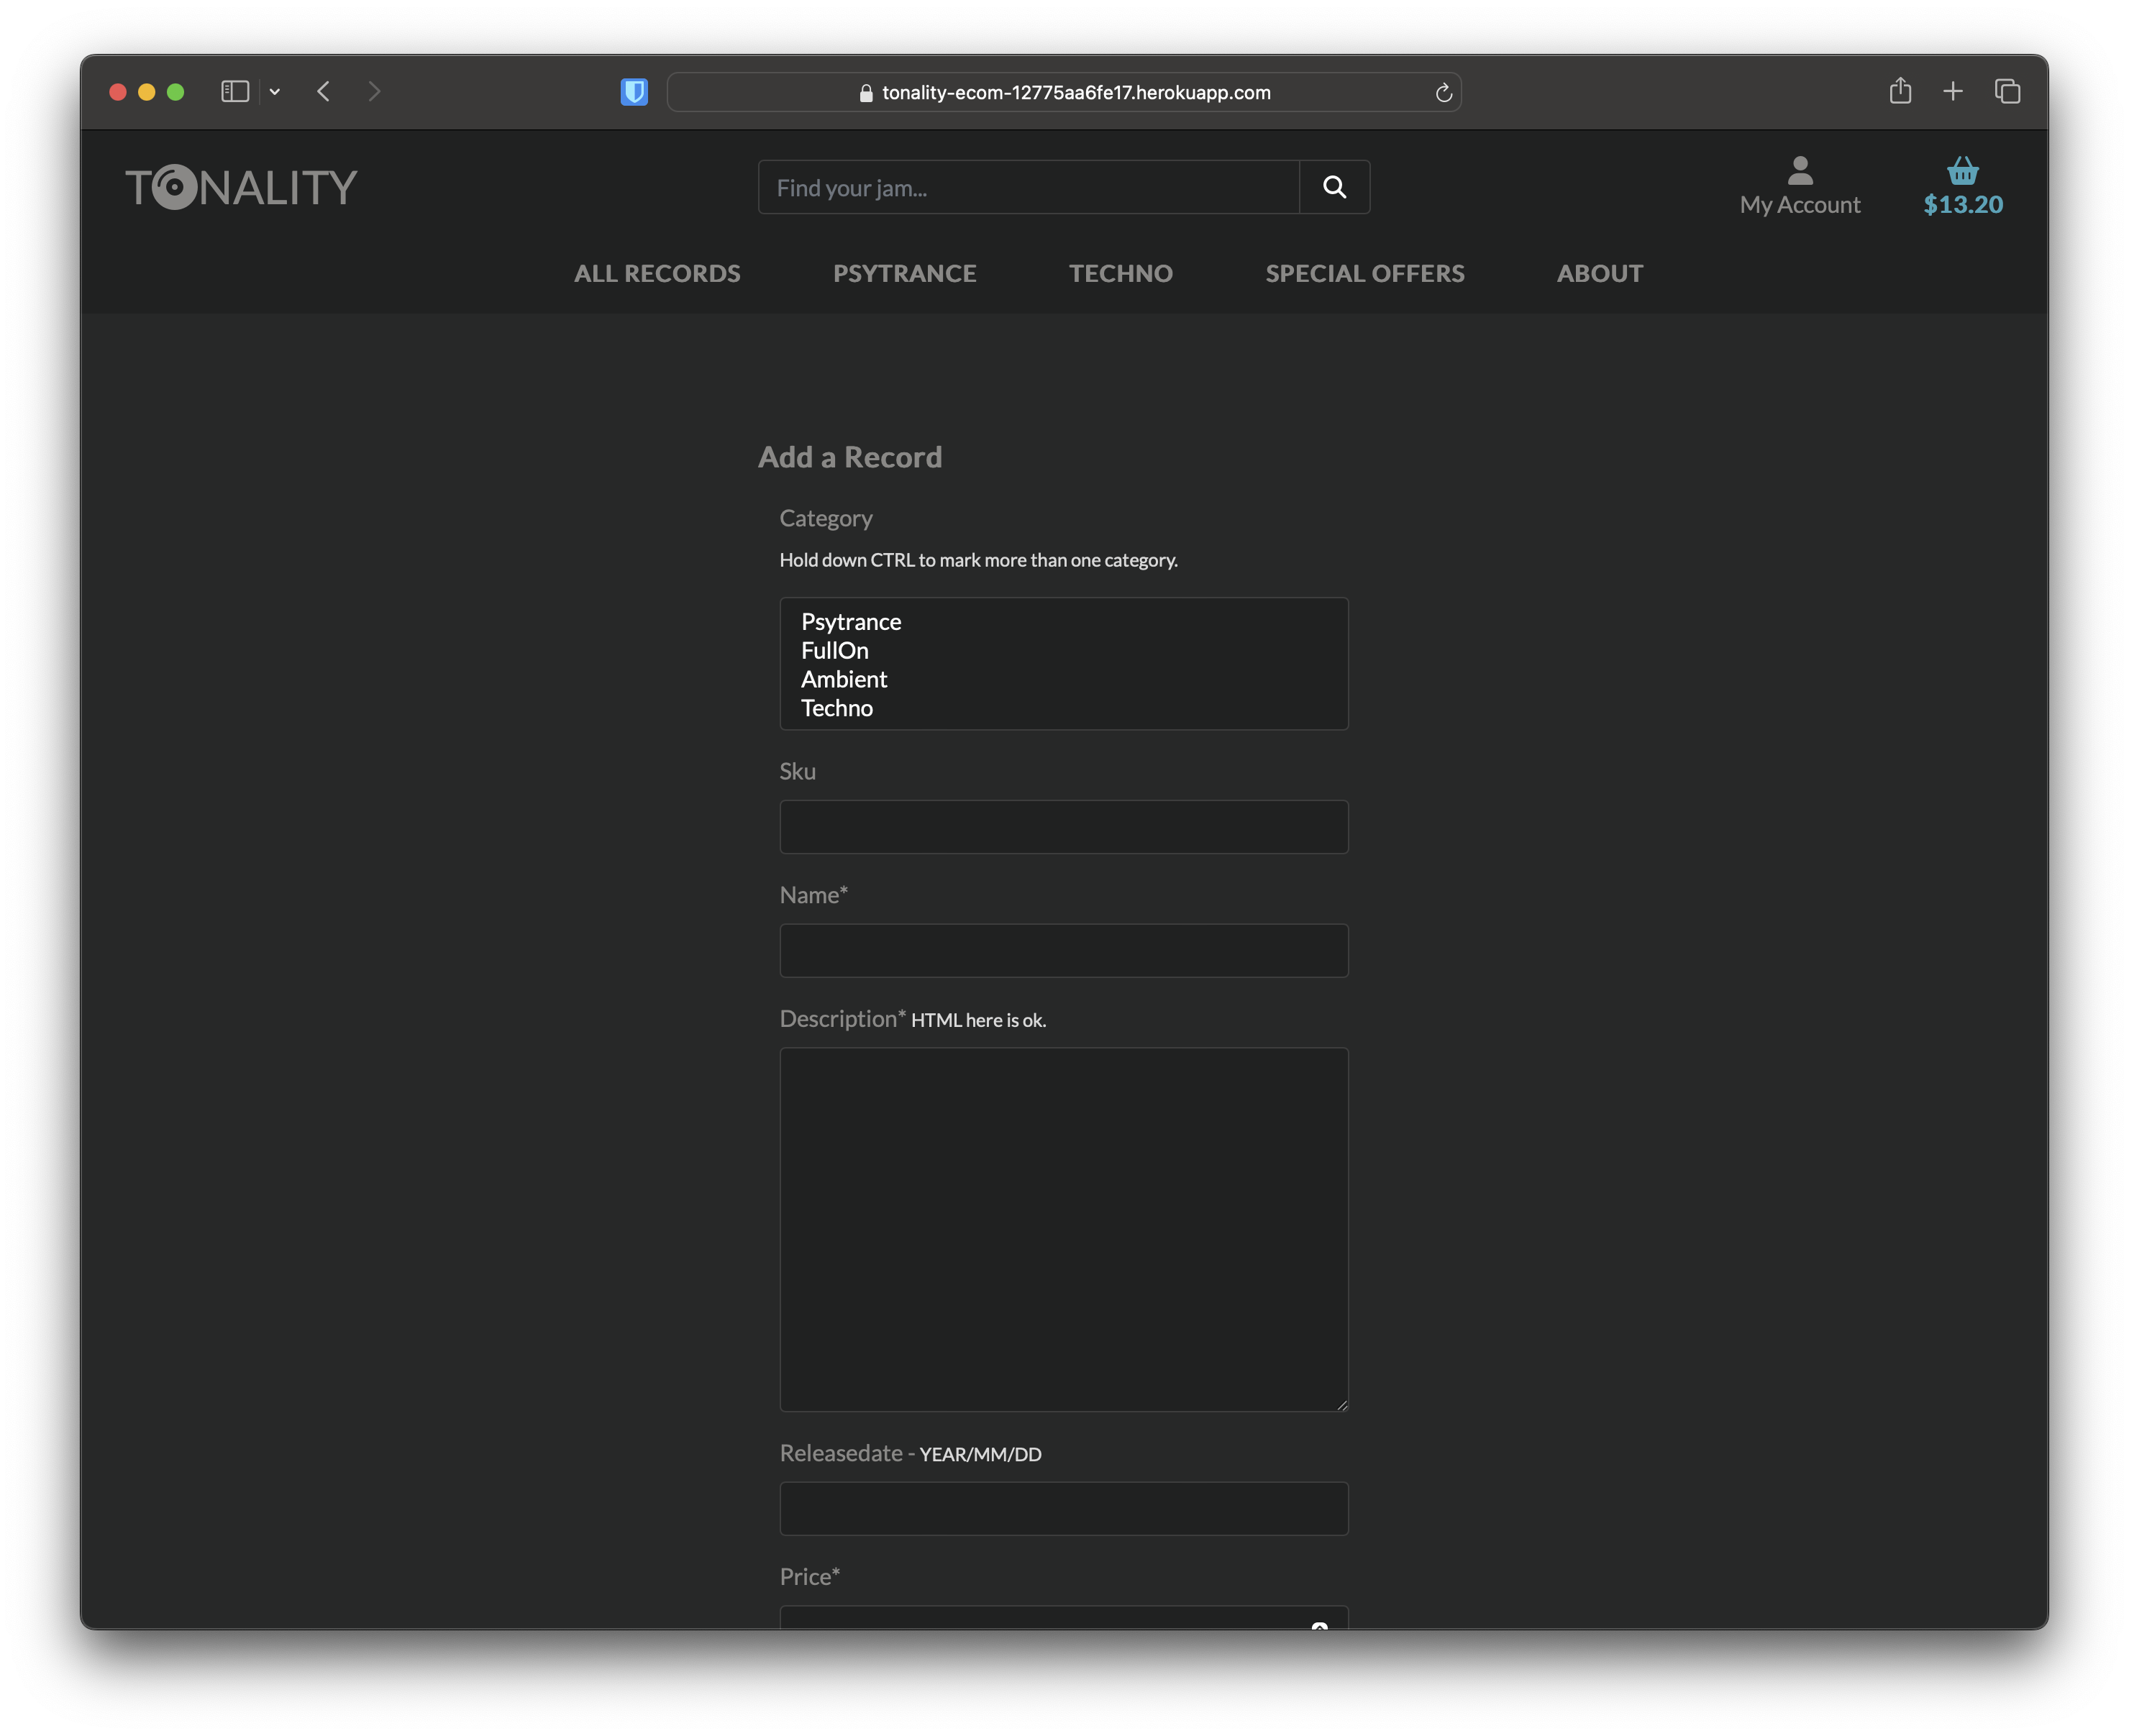 tonality-ecom-12775aa6fe17.herokuapp.com
TONALITY
Find your jam...
My Account
$13.20
ALL RECORDS PSYTRANCE TECHNO SPECIAL OFFERS ABOUT
Add a Record
Category
Hold down CTRL to mark more than one category.
Psytrance
FullOn
Ambient
Techno
Sku
Name*
Description* HTML here is ok.
Releasedate - YEAR/MM/DD
Price*